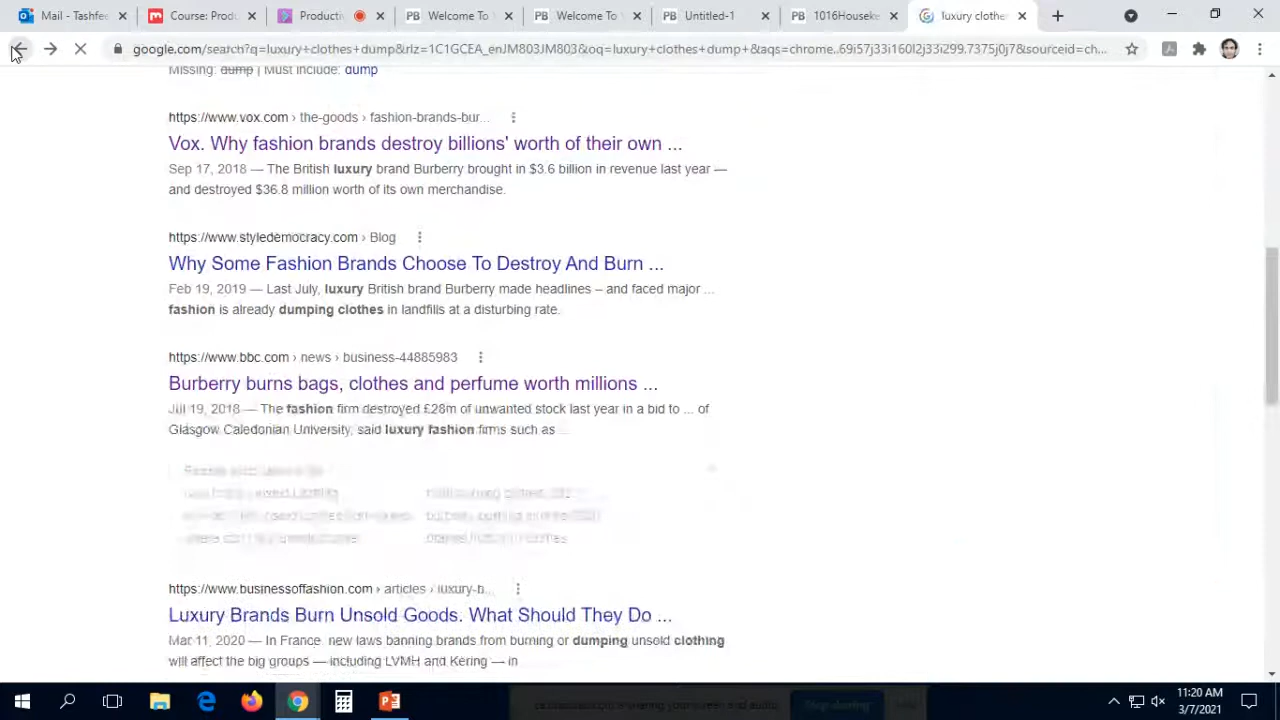 Mail - Tashfee
Course: Prod
Productiv
Welcome To
Welcome To
Untitled-1
1016Houseke
luxury clothe
google.com/search?q=luxury+clothes+dump&rlz=1C1GCEA_enJM803JM803&oq=luxury+clothes+dump+&aqs=chrome..69i57j33i160l2j33i299.7375j0j7&sourceid=ch...
Missing: dump | Must include: dump
https://www.vox.com › the-goods › fashion-brands-bur...
Vox. Why fashion brands destroy billions' worth of their own ...
Sep 17, 2018 — The British luxury brand Burberry brought in $3.6 billion in revenue last year —
and destroyed $36.8 million worth of its own merchandise.
https://www.styledemocracy.com › Blog
Why Some Fashion Brands Choose To Destroy And Burn ...
Feb 19, 2019 — Last July, luxury British brand Burberry made headlines – and faced major ...
fashion is already dumping clothes in landfills at a disturbing rate.
https://www.bbc.com › news › business-44885983
Burberry burns bags, clothes and perfume worth millions ...
Jul 19, 2018 — The fashion firm destroyed £28m of unwanted stock last year in a bid to ... of
Glasgow Caledonian University, said luxury fashion firms such as ...
https://www.businessoffashion.com › articles › luxury-b...
Luxury Brands Burn Unsold Goods. What Should They Do ...
Mar 11, 2020 — In France, new laws banning brands from burning or dumping unsold clothing
will affect the big groups — including LVMH and Kering — in
11:20 AM
3/7/2021